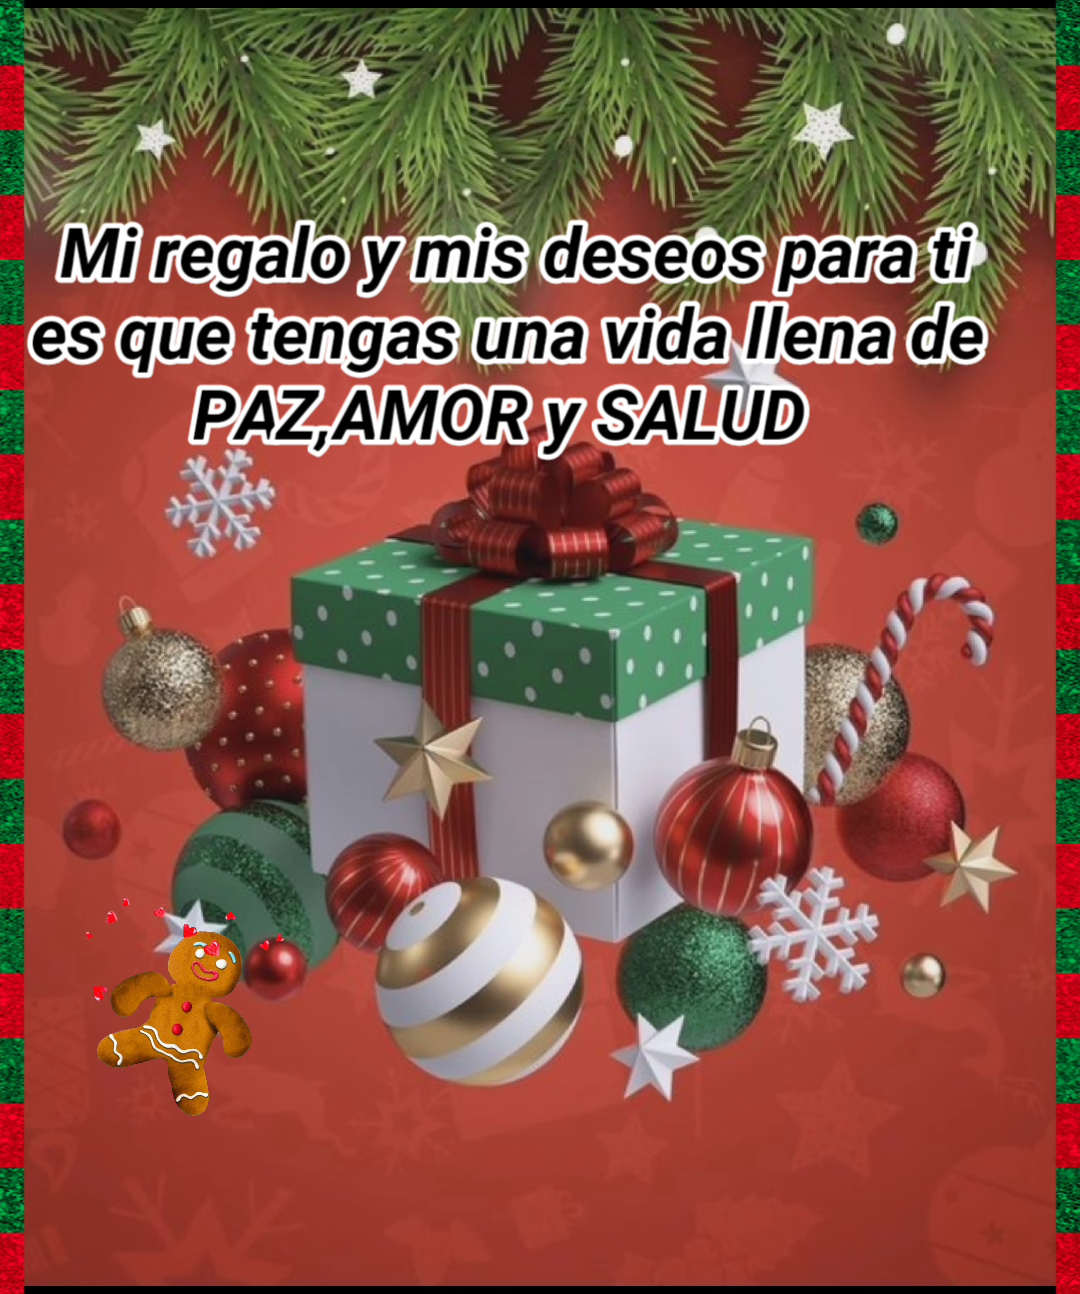 Mi regalo y mis deseos para ti
es que tengas una vida llena de
PAZ,AMOR y SALUD